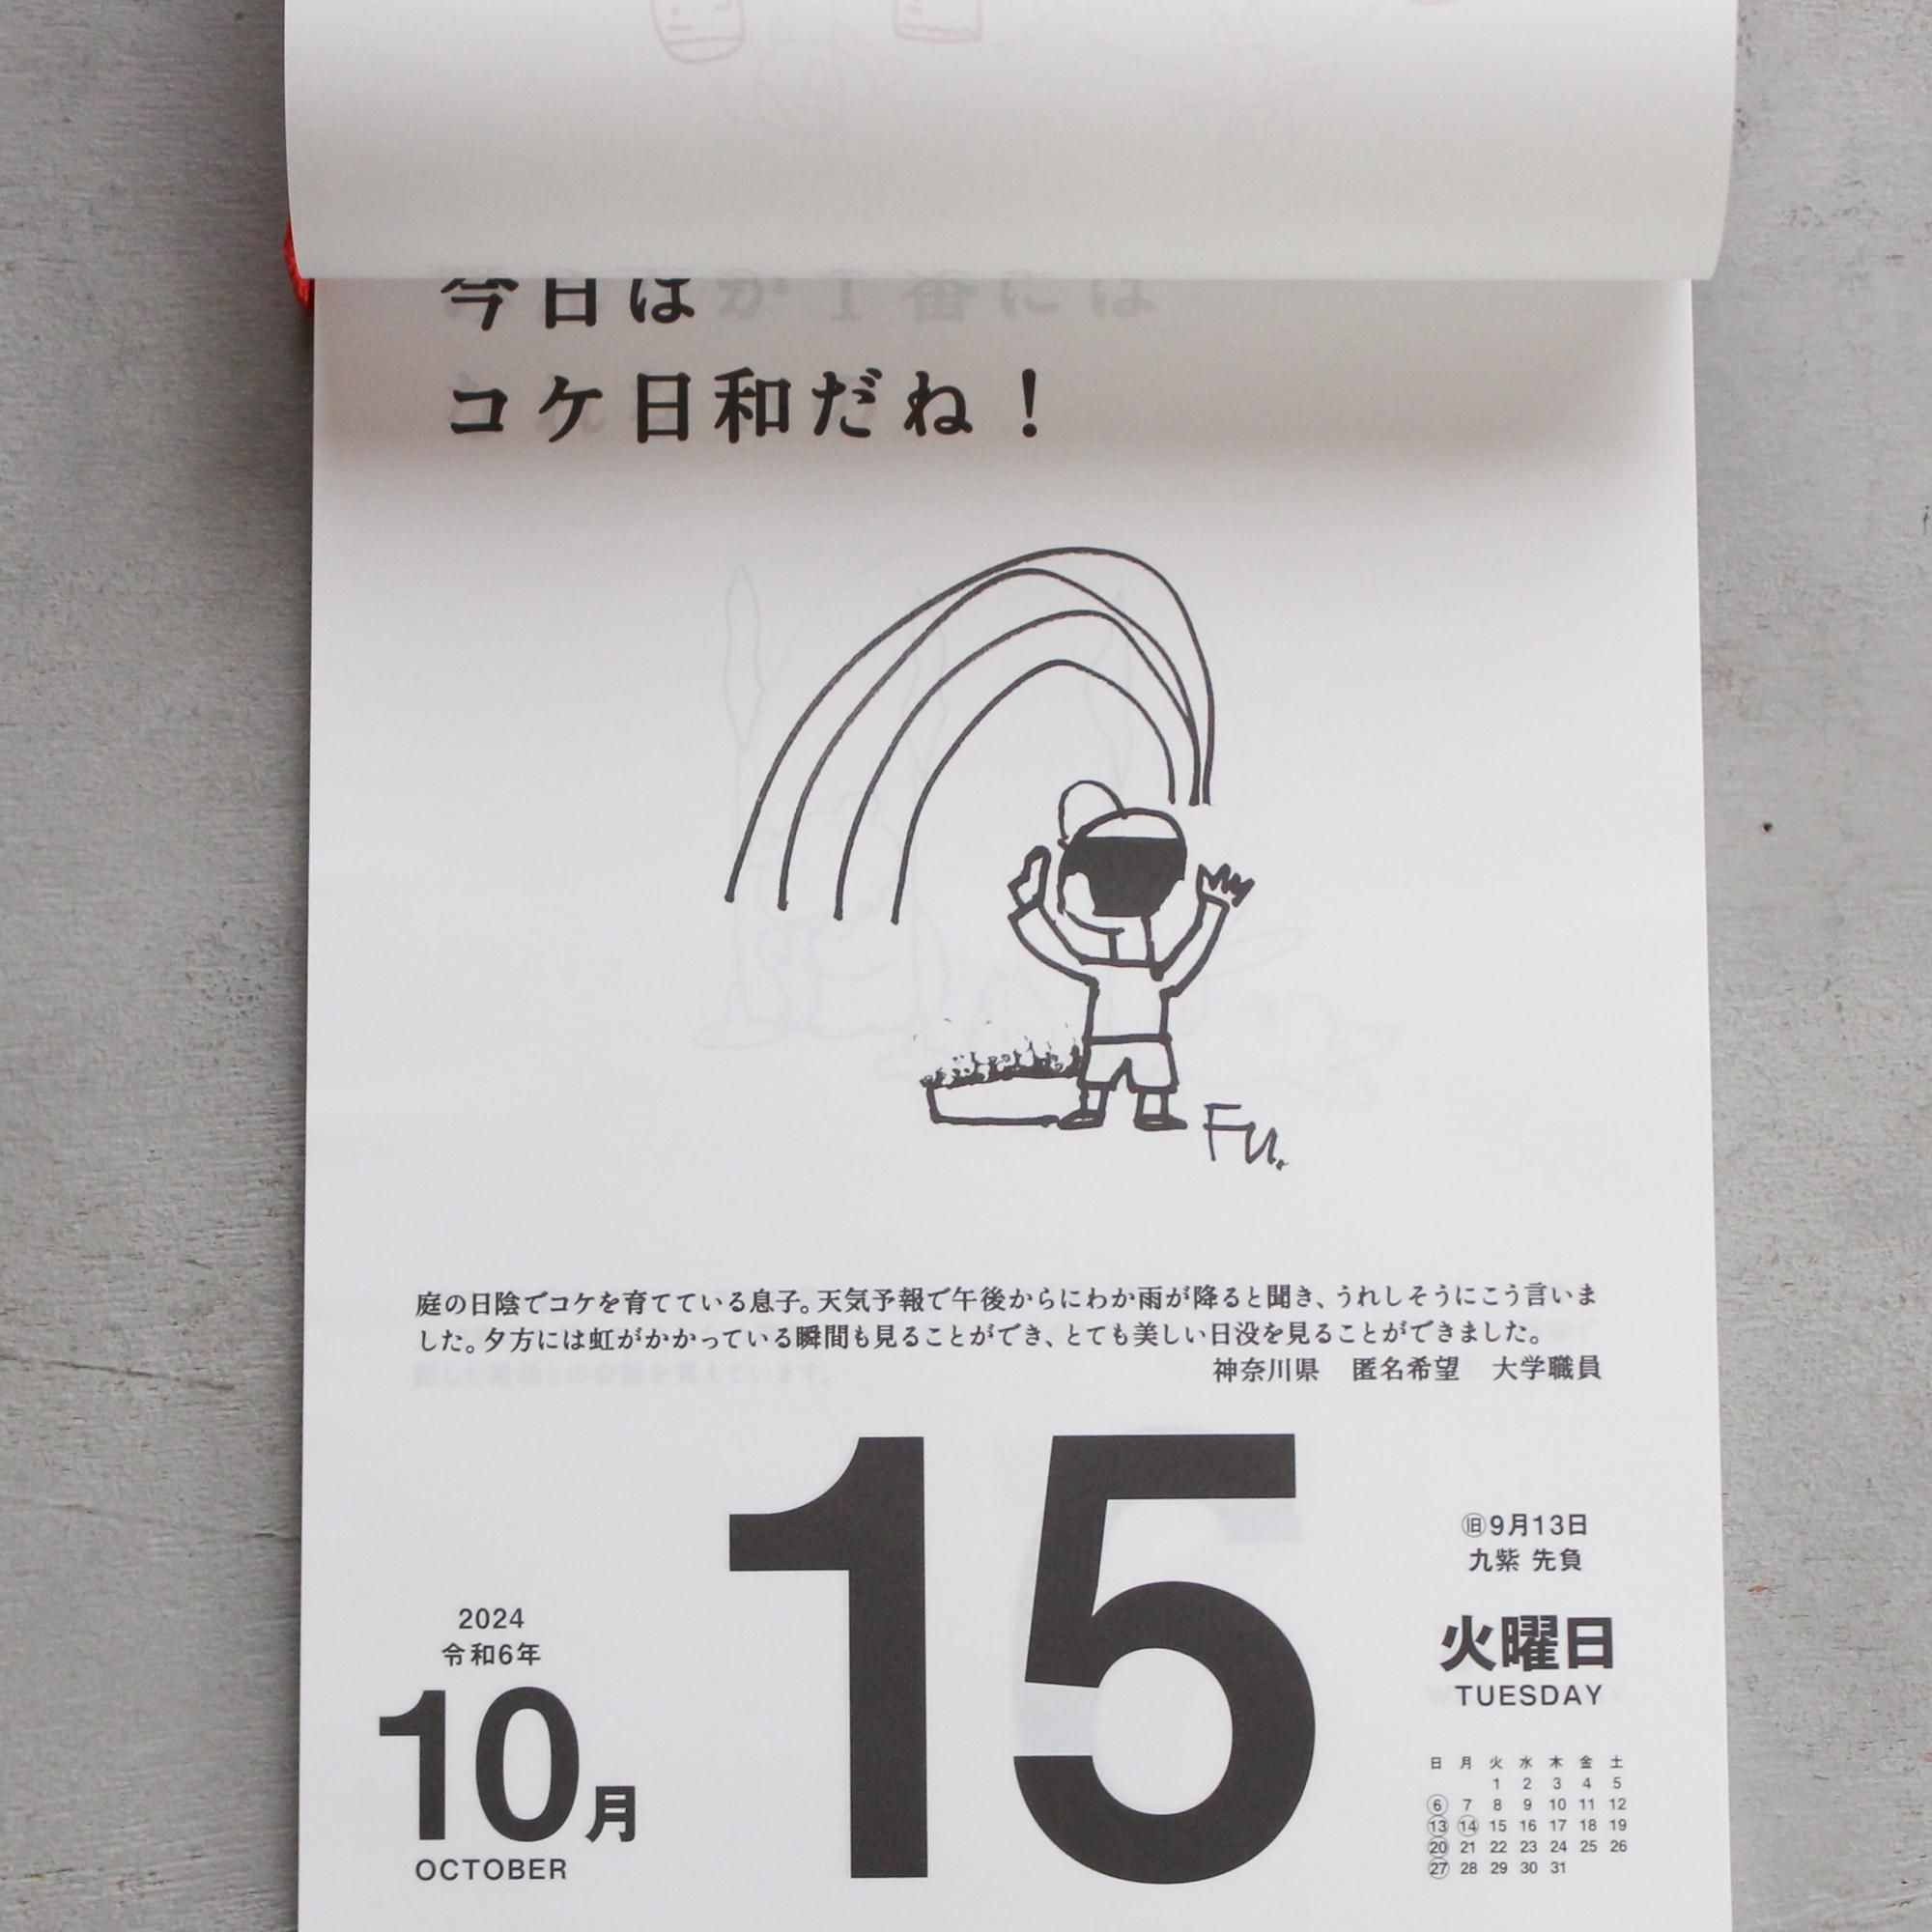 今日は
コケ日和だね！
Fu.
庭の日陰でコケを育てている息子。天気予報で午後からにわか雨が降ると聞き、うれしそうにこう言いま
した。夕方には虹がかかっている瞬間も見ることができ、とても美しい日没を見ることができました。
神奈川県　匿名希望　大学職員
2024
令和6年
10月
OCTOBER
15
㊐9月13日
九紫 先負
火曜日
TUESDAY
日 月 火 水 木 金 土
1 2 3 4 5
6 7 8 9 10 11 12
13 14 15 16 17 18 19
20 21 22 23 24 25 26
27 28 29 30 31